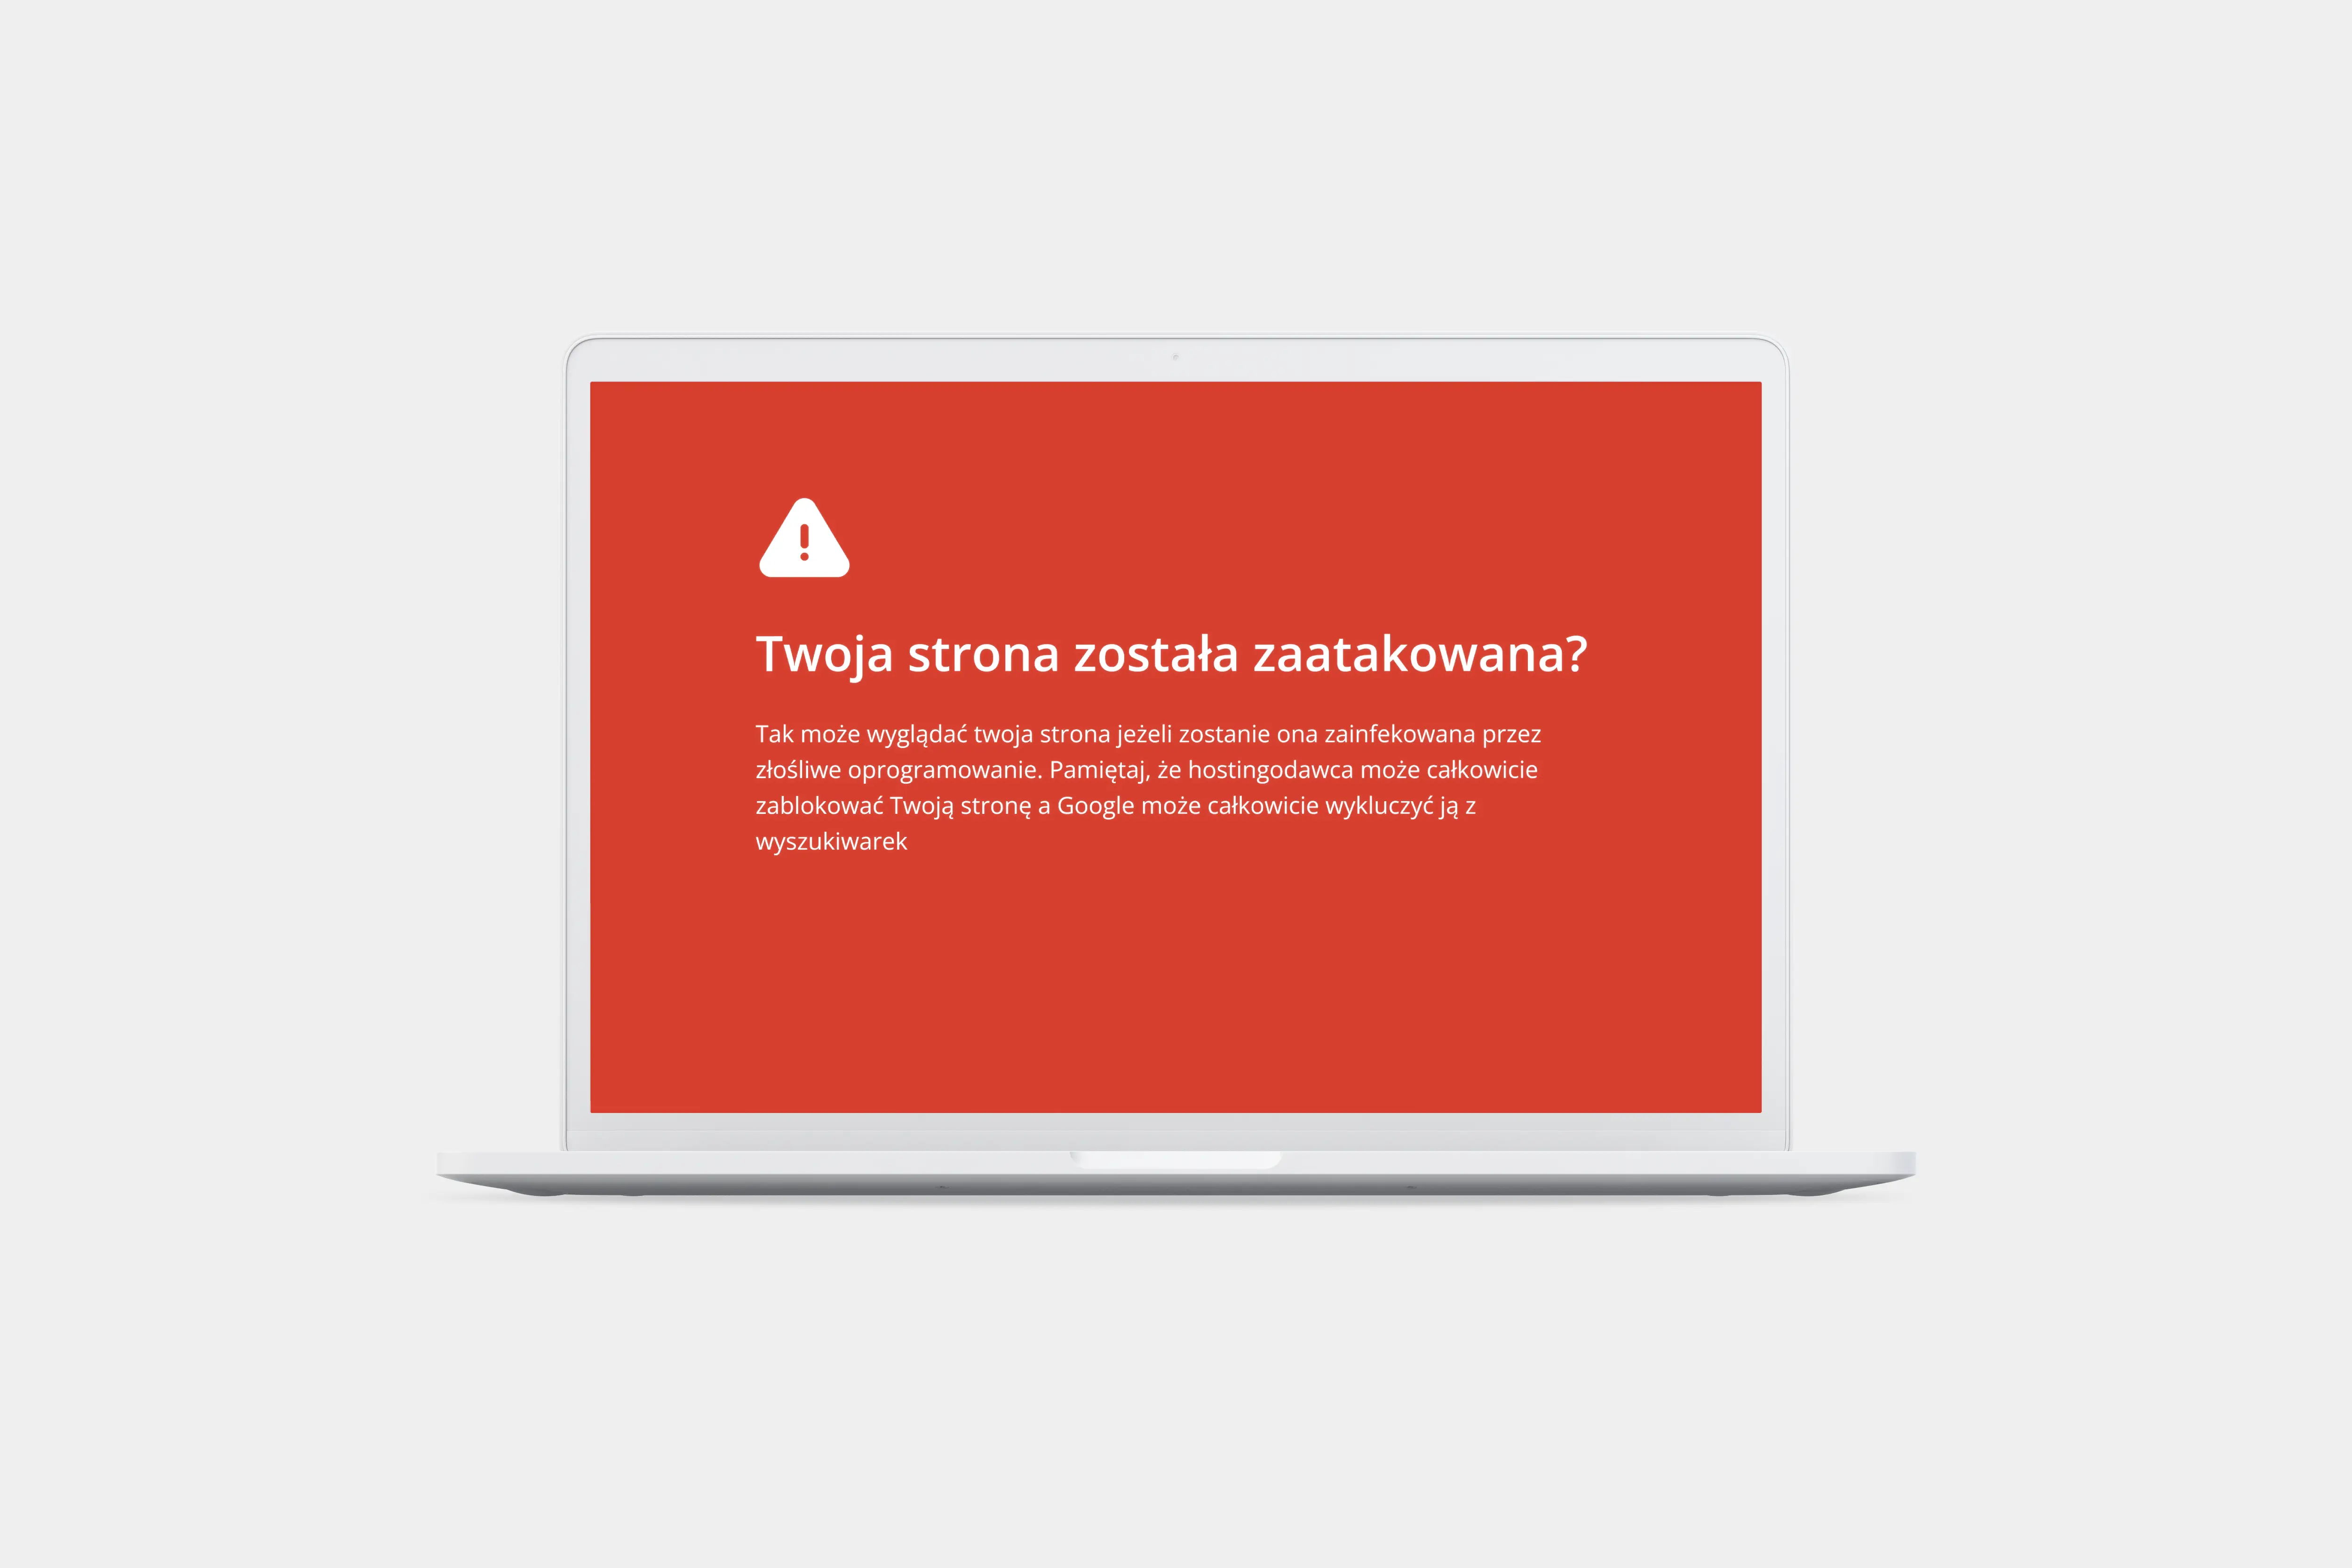 Twoja strona została zaatakowana?
Tak może wyglądać twoja strona jeżeli zostanie ona zainfekowana przez
złośliwe oprogramowanie. Pamiętaj, że hostingodawca może całkowicie
zablokować Twoją stronę a Google może całkowicie wykluczyć ją z
wyszukiwarek